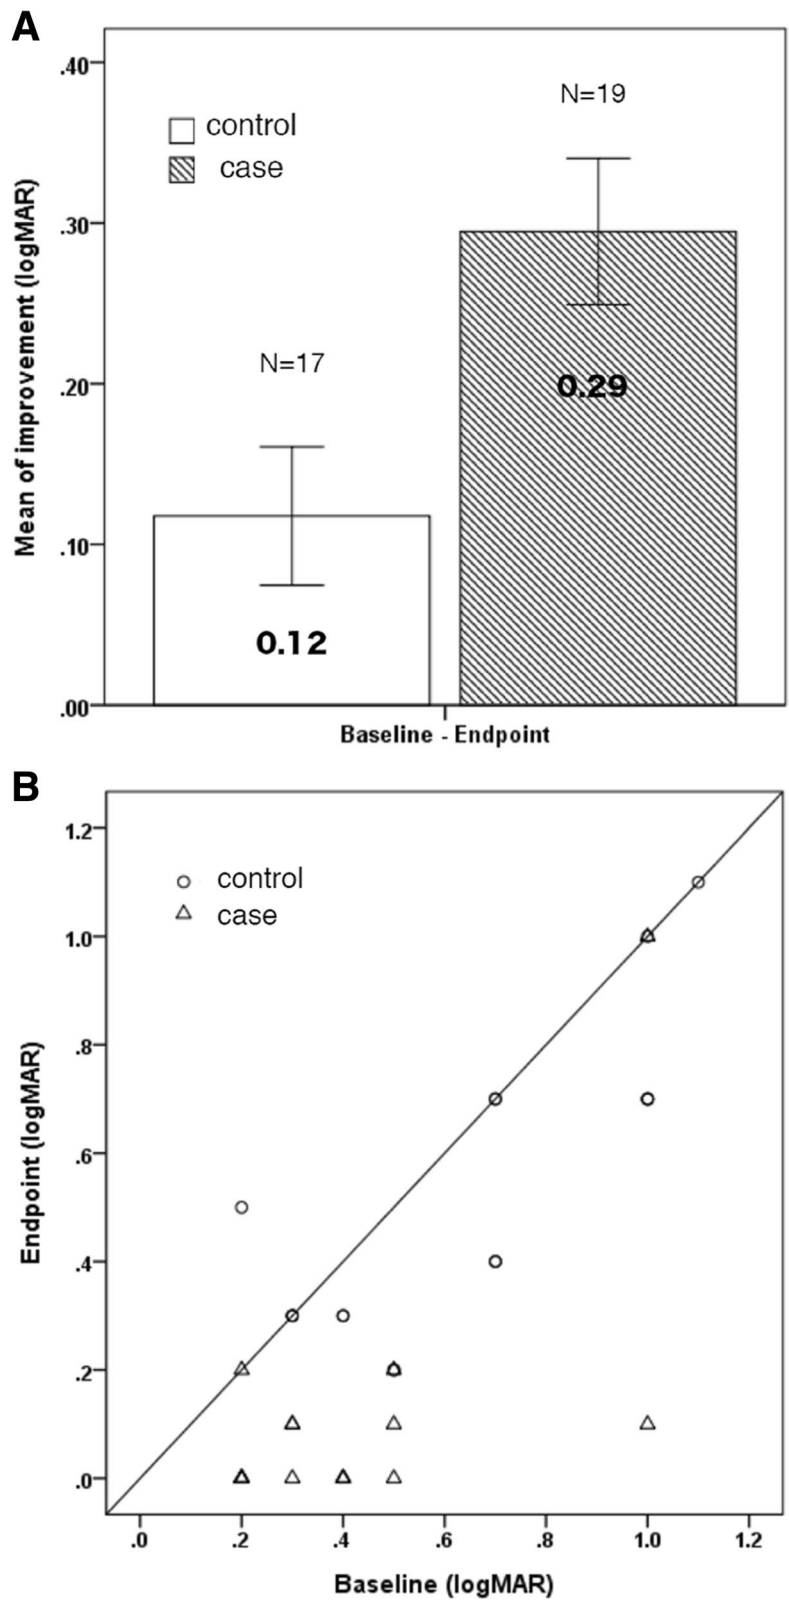 A
.40
N=19
control
case
.30
N=17
.20
0.29
.10
0.12
.00
Baseline - Endpoint
Mean of improvement (logMAR)
B
1.2
control
case
1.0
.8
.6
.4
.2
.0
.0 .2 .4 .6 .8 1.0 1.2
Baseline (logMAR)
Endpoint (logMAR)